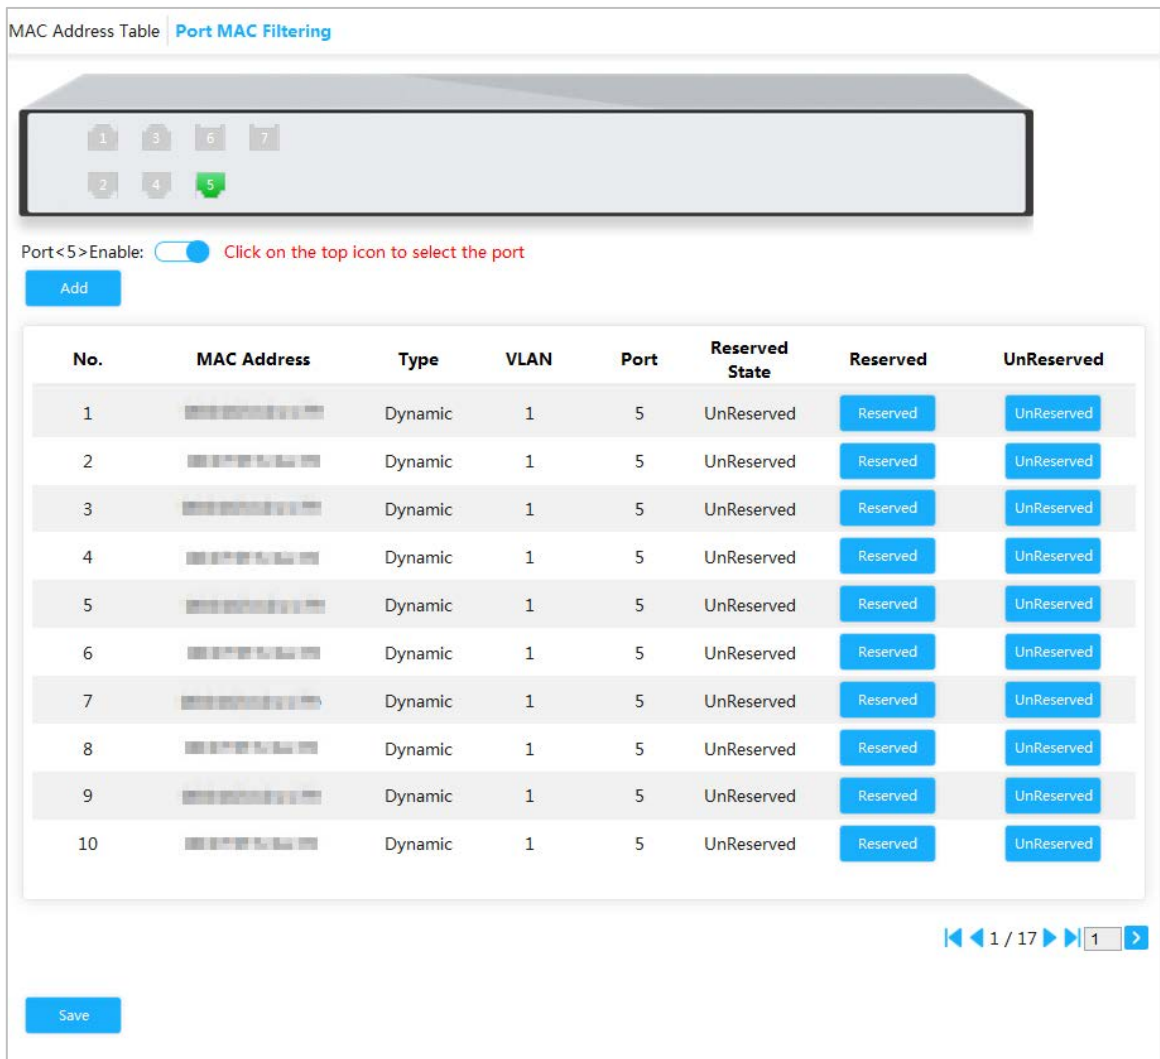 MAC Address Table Port MAC Filtering
1 3 6 7
2 4 5
Port<5>Enable: Click on the top icon to select the port
Add
No. MAC Address Type VLAN Port Reserved State Reserved UnReserved
1 Dynamic 1 5 UnReserved Reserved UnReserved
2 Dynamic 1 5 UnReserved Reserved UnReserved
3 Dynamic 1 5 UnReserved Reserved UnReserved
4 Dynamic 1 5 UnReserved Reserved UnReserved
5 Dynamic 1 5 UnReserved Reserved UnReserved
6 Dynamic 1 5 UnReserved Reserved UnReserved
7 Dynamic 1 5 UnReserved Reserved UnReserved
8 Dynamic 1 5 UnReserved Reserved UnReserved
9 Dynamic 1 5 UnReserved Reserved UnReserved
10 Dynamic 1 5 UnReserved Reserved UnReserved
1 / 17 1
Save